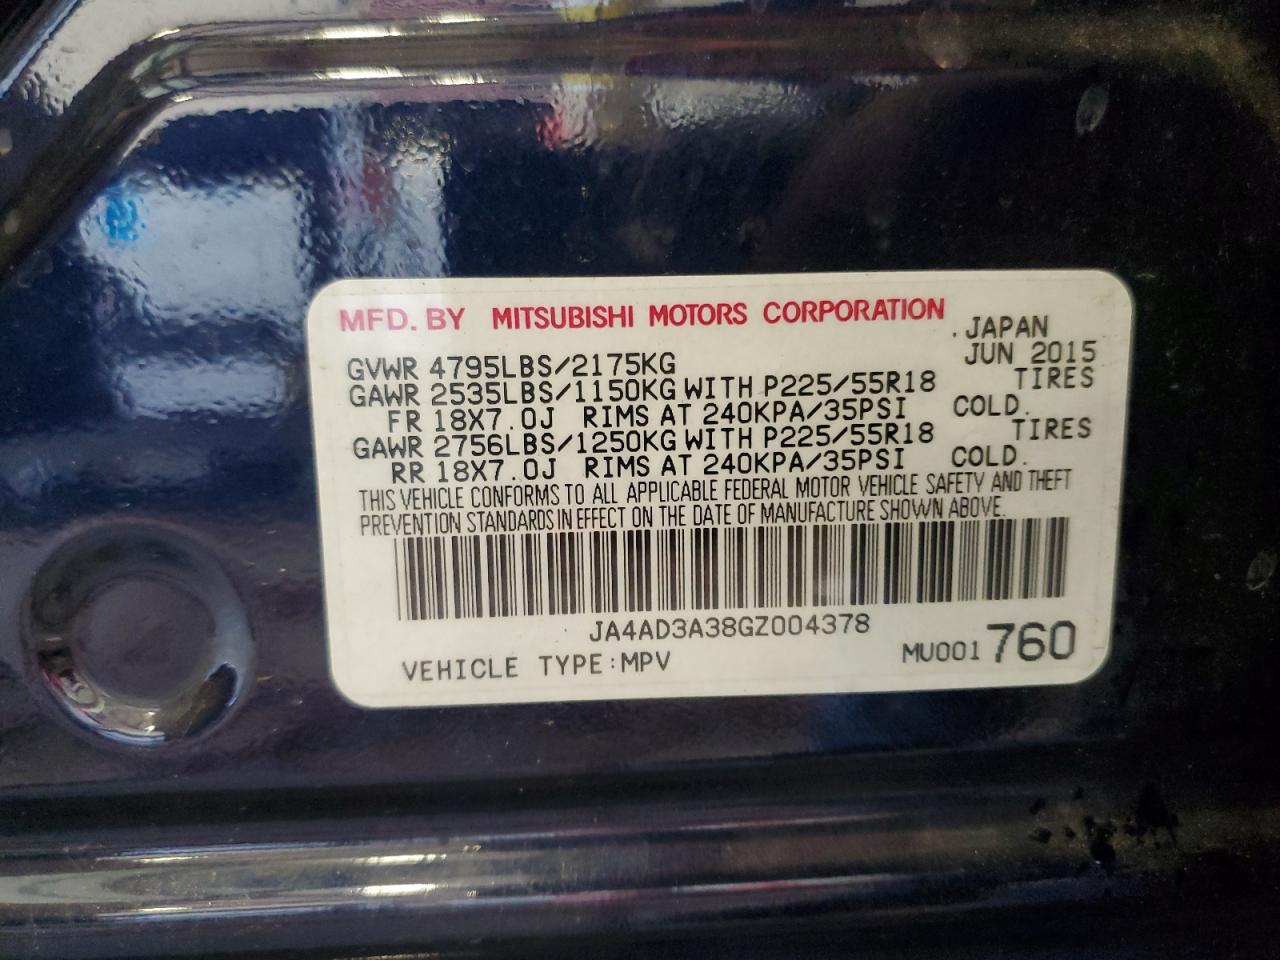 MFD. BY MITSUBISHI MOTORS CORPORATION
. JAPAN
GVWR 4795LBS/2175KG JUN 2015
GAWR 2535LBS/1150KG WITH P225/55R18 TIRES
FR 18X7.0J RIMS AT 240KPA/35PSI COLD.
GAWR 2756LBS/1250KG WITH P225/55R18 TIRES
RR 18X7.0J RIMS AT 240KPA/35PSI COLD.
THIS VEHICLE CONFORMS TO ALL APPLICABLE FEDERAL MOTOR VEHICLE SAFETY AND THEFT
PREVENTION STANDARDS IN EFFECT ON THE DATE OF MANUFACTURE SHOWN ABOVE.
JA4AD3A38GZ004378
VEHICLE TYPE:MPV MU001760